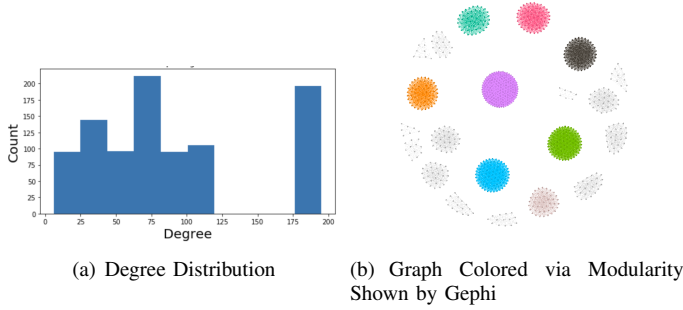 200
175
150
125
100
75
50
25
0
Count
0 25 50 75 100 125 150 175 200
Degree
(a) Degree Distribution
(b) Graph Colored via Modularity
Shown by Gephi